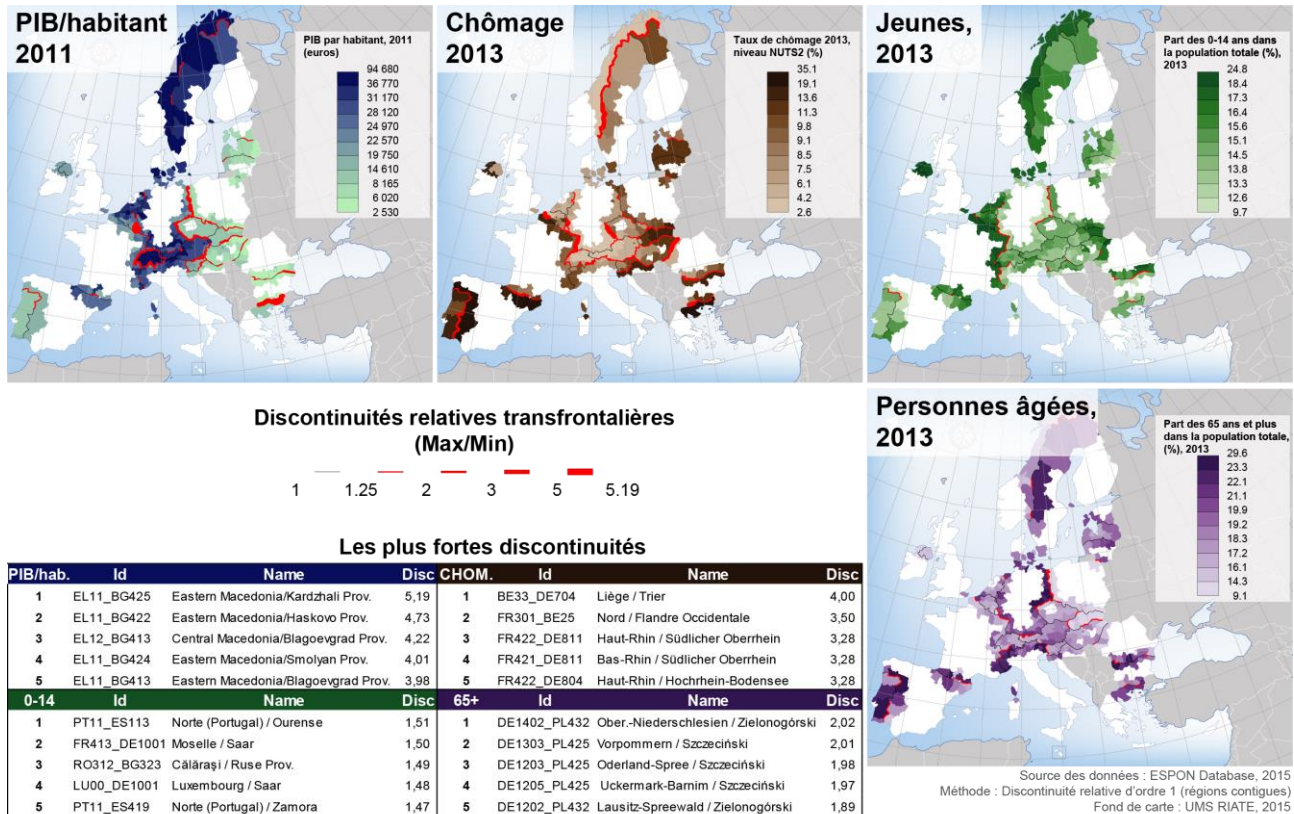 PIB/habitant
2011
PIB par habitant, 2011
(euros)
94 680
36 770
31 170
28 120
24 970
22 570
19 750
14 610
8 165
6 020
2 530
Chômage
2013
Taux de chômage 2013,
niveau NUTS2 (%)
35.1
19.1
13.6
11.3
9.8
9.1
8.5
7.5
6.1
4.2
2.6
Jeunes,
2013
Part des 0-14 ans dans
la population totale (%),
2013
24.8
18.4
17.3
16.4
15.6
15.1
14.5
13.8
13.3
12.6
9.7
Discontinuités relatives transfrontalières
(Max/Min)
1 1.25 2 3 5 5.19
Personnes âgées,
2013
Part des 65 ans et plus
dans la population totale,
(%), 2013
29.6
23.3
22.1
21.1
19.9
19.2
18.3
17.2
16.1
14.3
9.1
Les plus fortes discontinuités
PIB/hab. Id Name Disc CHOM. Id Name Disc
1 EL11_BG425 Eastern Macedonia/Kardzhali Prov. 5,19 1 BE33_DE704 Liège / Trier 4,00
2 EL11_BG422 Eastern Macedonia/Haskovo Prov. 4,73 2 FR301_BE25 Nord / Flandre Occidentale 3,50
3 EL12_BG413 Central Macedonia/Blagoevgrad Prov. 4,22 3 FR422_DE811 Haut-Rhin / Südlicher Oberrhein 3,28
4 EL11_BG424 Eastern Macedonia/Smolyan Prov. 4,01 4 FR421_DE811 Bas-Rhin / Südlicher Oberrhein 3,28
5 EL11_BG413 Eastern Macedonia/Blagoevgrad Prov. 3,98 5 FR422_DE804 Haut-Rhin / Hochrhein-Bodensee 3,28
0-14 Id Name Disc 65+ Id Name Disc
1 PT11_ES113 Norte (Portugal) / Ourense 1,51 1 DE1402_PL432 Ober.-Niederschlesien / Zielonogórski 2,02
2 FR413_DE1001 Moselle / Saar 1,50 2 DE1303_PL425 Vorpommern / Szczeciński 2,01
3 RO312_BG323 Călăraşi / Ruse Prov. 1,49 3 DE1203_PL425 Oderland-Spree / Szczeciński 1,98
4 LU00_DE1001 Luxembourg / Saar 1,48 4 DE1205_PL425 Uckermark-Barnim / Szczeciński 1,97
5 PT11_ES419 Norte (Portugal) / Zamora 1,47 5 DE1202_PL432 Lausitz-Spreewald / Zielonogórski 1,89
Source des données : ESPON Database, 2015
Méthode : Discontinuité relative d'ordre 1 (régions contigues)
Fond de carte : UMS RIATE, 2015